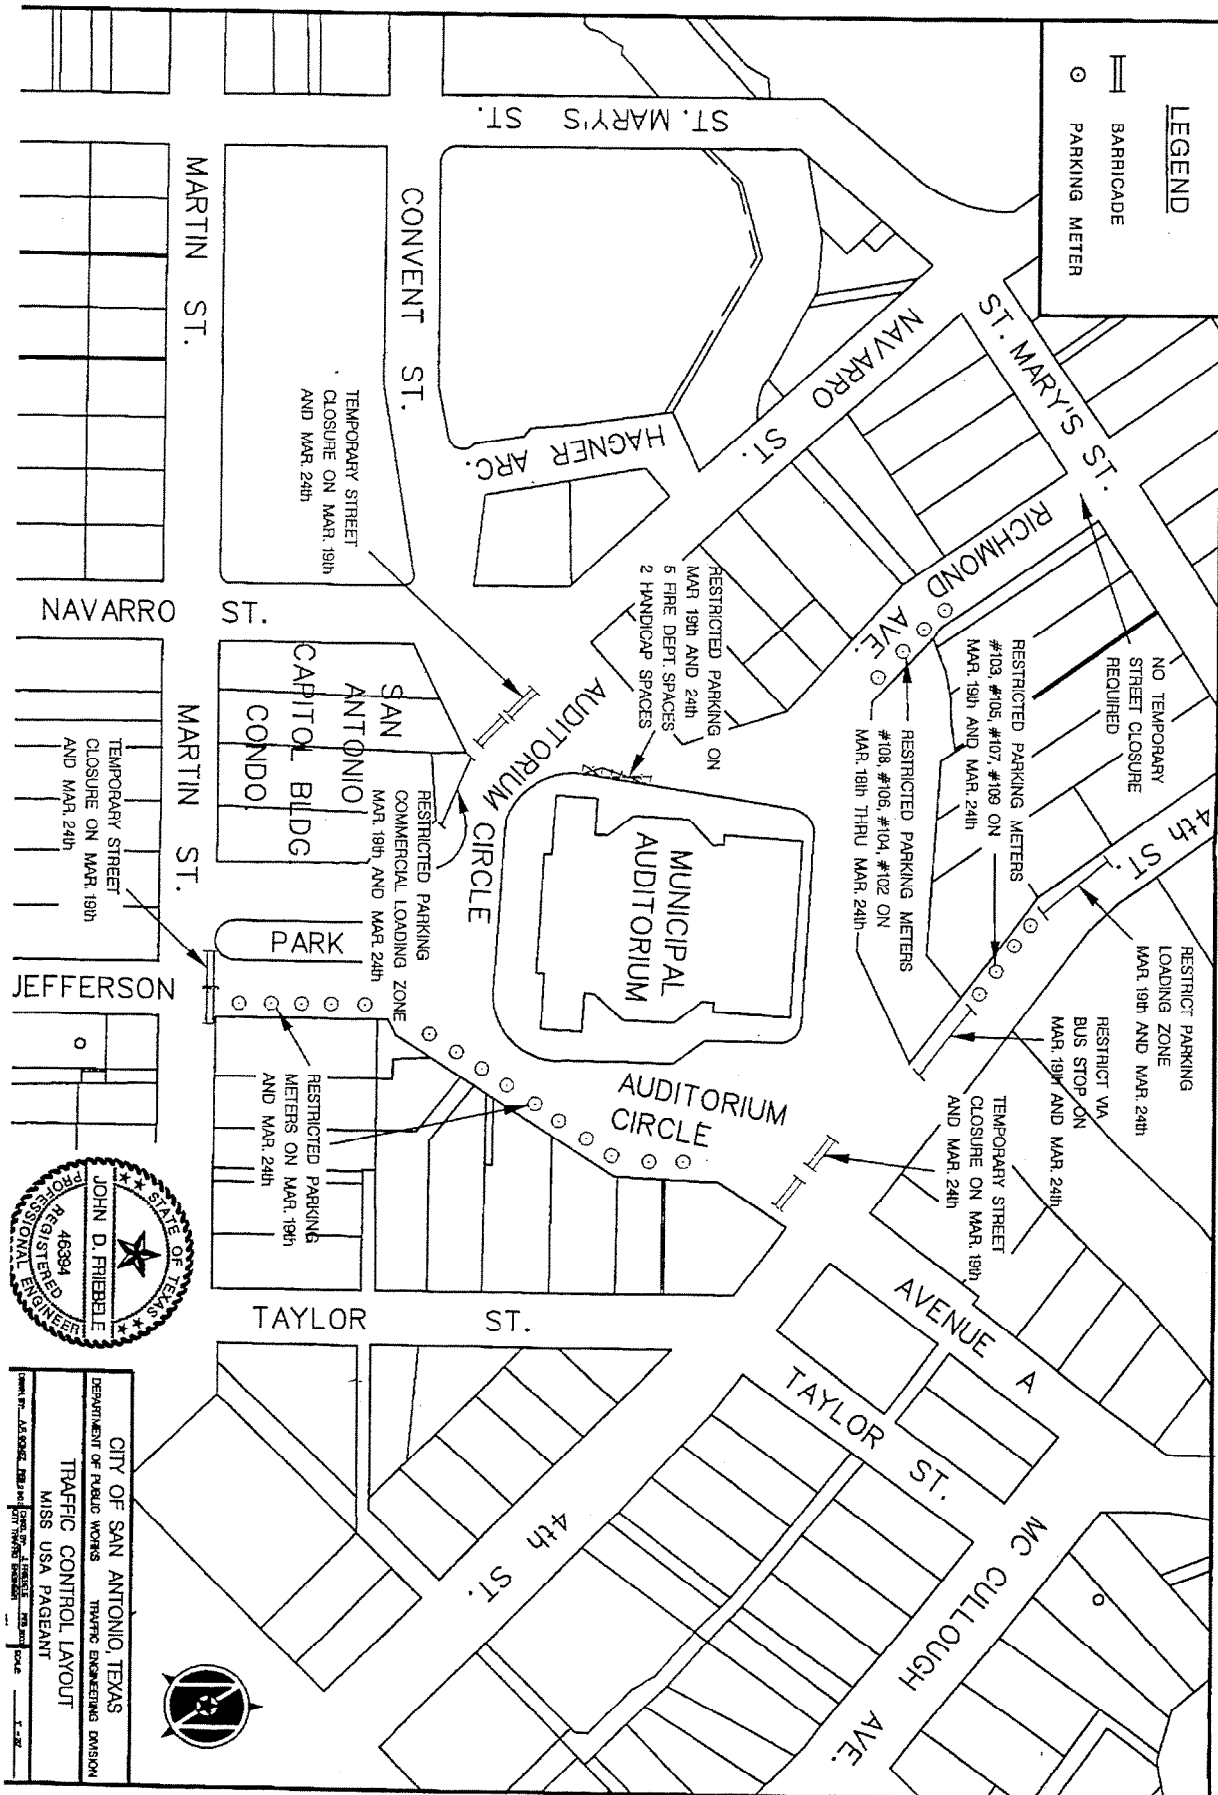 LEGEND
BARRICADE
PARKING METER
ST. MARY'S ST.
MARTIN ST.
CONVENT ST.
NAVARRO ST.
ST. MARY'S ST.
HAGNER ARC.
RICHMOND AVE.
TEMPORARY STREET
CLOSURE ON MAR. 19th
AND MAR. 24th
NO TEMPORARY
STREET CLOSURE
REQUIRED
RESTRICTED PARKING METERS
#103, #105, #107, #109 ON
MAR. 19th AND MAR. 24th
RESTRICTED PARKING METERS
#108, #106, #104, #102 ON
MAR. 18th THRU MAR. 24th
RESTRICTED PARKING ON
MAR 19th AND 24th
5 FIRE DEPT. SPACES
2 HANDICAP SPACES
NAVARRO ST.
SAN
ANTONIO
CAPITOL BLDG
CONDO.
AUDITORIUM CIRCLE
MUNICIPAL
AUDITORIUM
4th ST.
RESTRICT PARKING
LOADING ZONE
MAR. 19th AND MAR. 24th
RESTRICT VIA
BUS STOP ON
MAR. 19th AND MAR. 24th
TEMPORARY STREET
CLOSURE ON MAR. 19th
AND MAR. 24th
RESTRICTED PARKING
COMMERCIAL LOADING ZONE
MAR. 19th AND MAR. 24th
MARTIN ST.
TEMPORARY STREET
CLOSURE ON MAR. 19th
AND MAR. 24th
PARK
JEFFERSON
RESTRICTED PARKING
METERS ON MAR. 19th
AND MAR. 24th
AUDITORIUM
CIRCLE
AVENUE A
TAYLOR ST.
TAYLOR ST.
4th ST.
MC CULLOUGH AVE.
STATE OF TEXAS
JOHN D. FRIEBELE
46394
REGISTERED
PROFESSIONAL ENGINEER
CITY OF SAN ANTONIO, TEXAS
DEPARTMENT OF PUBLIC WORKS TRAFFIC ENGINEERING DIVISION
TRAFFIC CONTROL LAYOUT
MISS USA PAGEANT